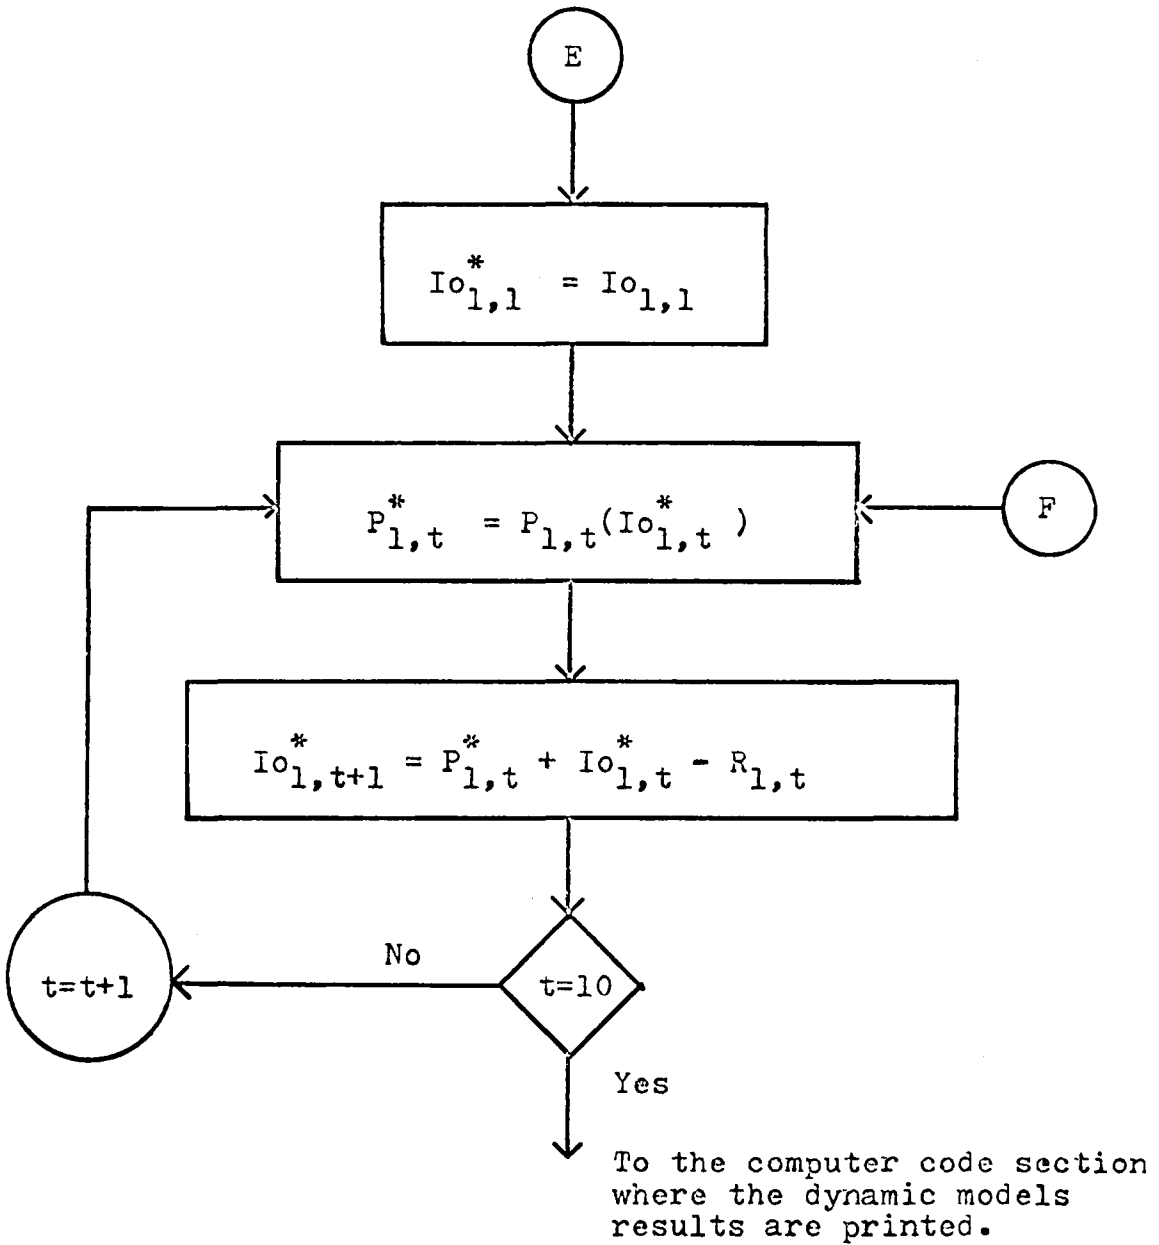 E
Io*1,1 = Io1,1
P*1,t = P1,t(Io*1,t )
F
Io*1,t+1 = P*1,t + Io*1,t - R1,t
No
t=t+1
t=10
Yes
To the computer code section
where the dynamic models
results are printed.